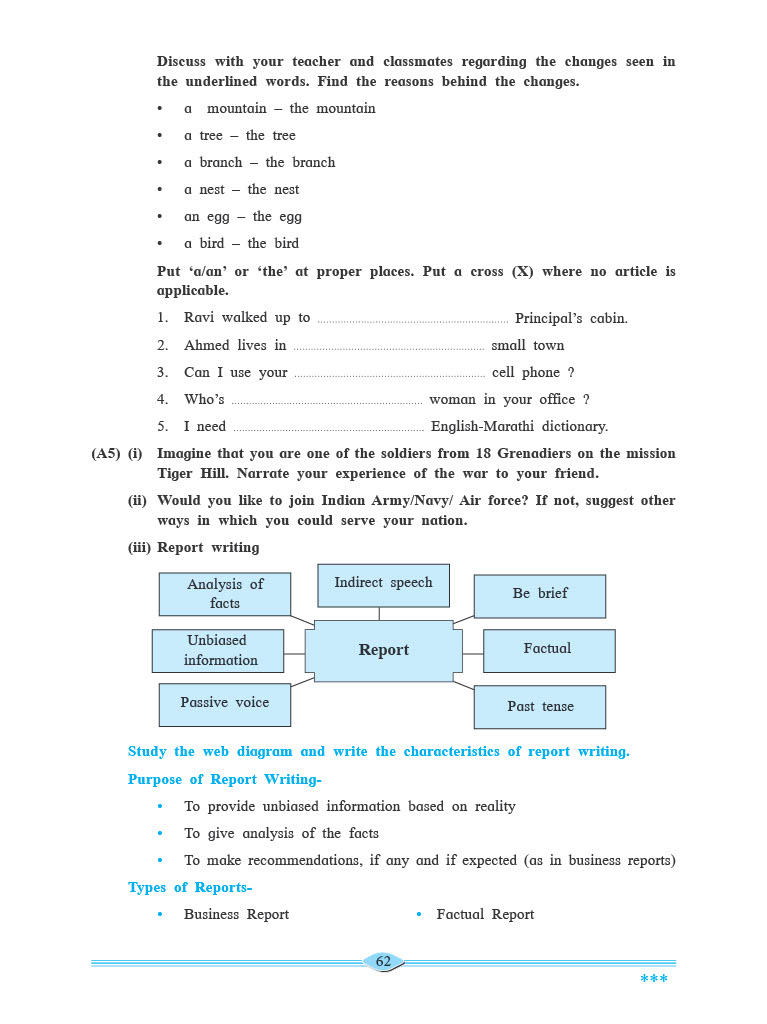 Discuss with your teacher and classmates regarding the changes seen in
the underlined words. Find the reasons behind the changes.
• a mountain – the mountain
• a tree – the tree
• a branch – the branch
• a nest – the nest
• an egg – the egg
• a bird – the bird
Put ‘a/an’ or ‘the’ at proper places. Put a cross (X) where no article is
applicable.
1. Ravi walked up to .................................................................. Principal’s cabin.
2. Ahmed lives in .................................................................. small town
3. Can I use your .................................................................. cell phone ?
4. Who’s .................................................................. woman in your office ?
5. I need .................................................................. English-Marathi dictionary.
(A5) (i) Imagine that you are one of the soldiers from 18 Grenadiers on the mission
Tiger Hill. Narrate your experience of the war to your friend.
(ii) Would you like to join Indian Army/Navy/ Air force? If not, suggest other
ways in which you could serve your nation.
(iii) Report writing
Analysis of
facts
Indirect speech
Be brief
Unbiased
information
Report
Factual
Passive voice
Past tense
Study the web diagram and write the characteristics of report writing.
Purpose of Report Writing-
• To provide unbiased information based on reality
• To give analysis of the facts
• To make recommendations, if any and if expected (as in business reports)
Types of Reports-
• Business Report • Factual Report
62
***